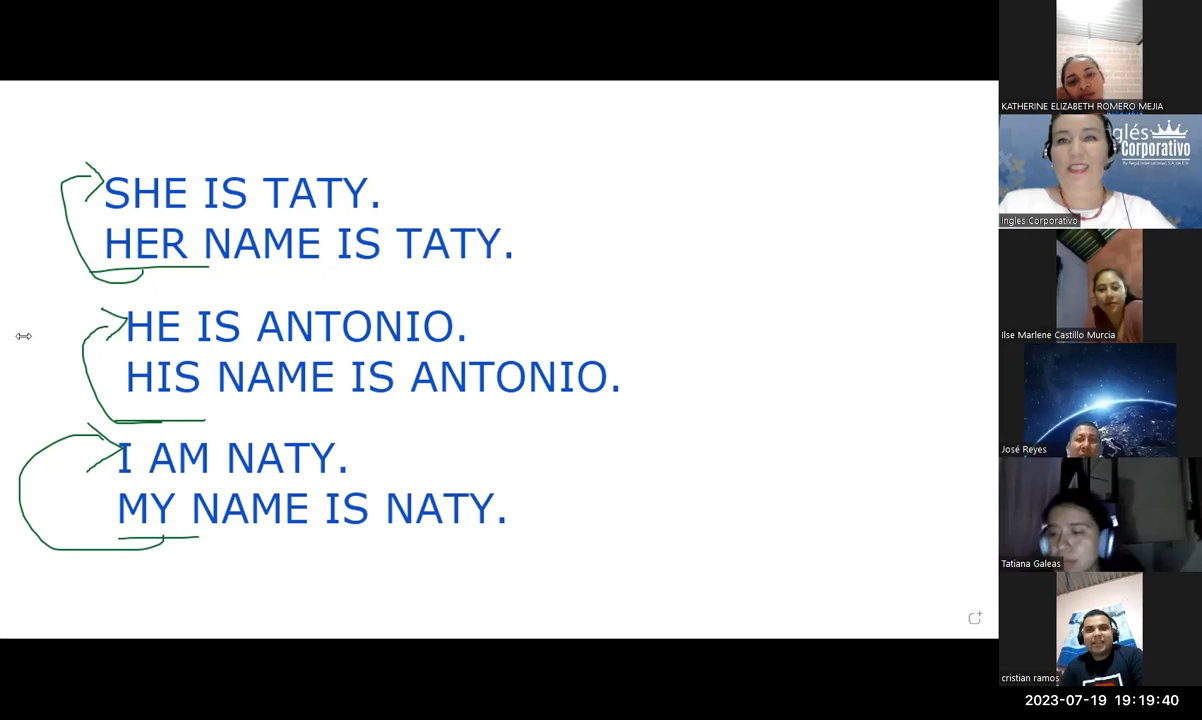 SHE IS TATY.
HER NAME IS TATY.
HE IS ANTONIO.
HIS NAME IS ANTONIO.
I AM NATY.
MY NAME IS NATY.
KATHERINE ELIZABETH ROMERO MEJIA
glés
Corporativo
Ingles Corporativo
Ilse Marlene Castillo Murcia
José Reyes
Tatiana Galeas
cristian ramos
2023-07-19 19:19:40